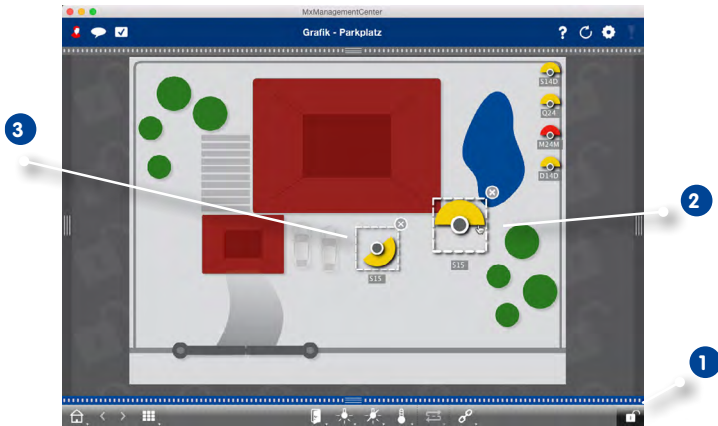 MxManagementCenter
Grafik - Parkplatz
?
S14D
Q24
M24M
D14D
3
2
S15
S15
1